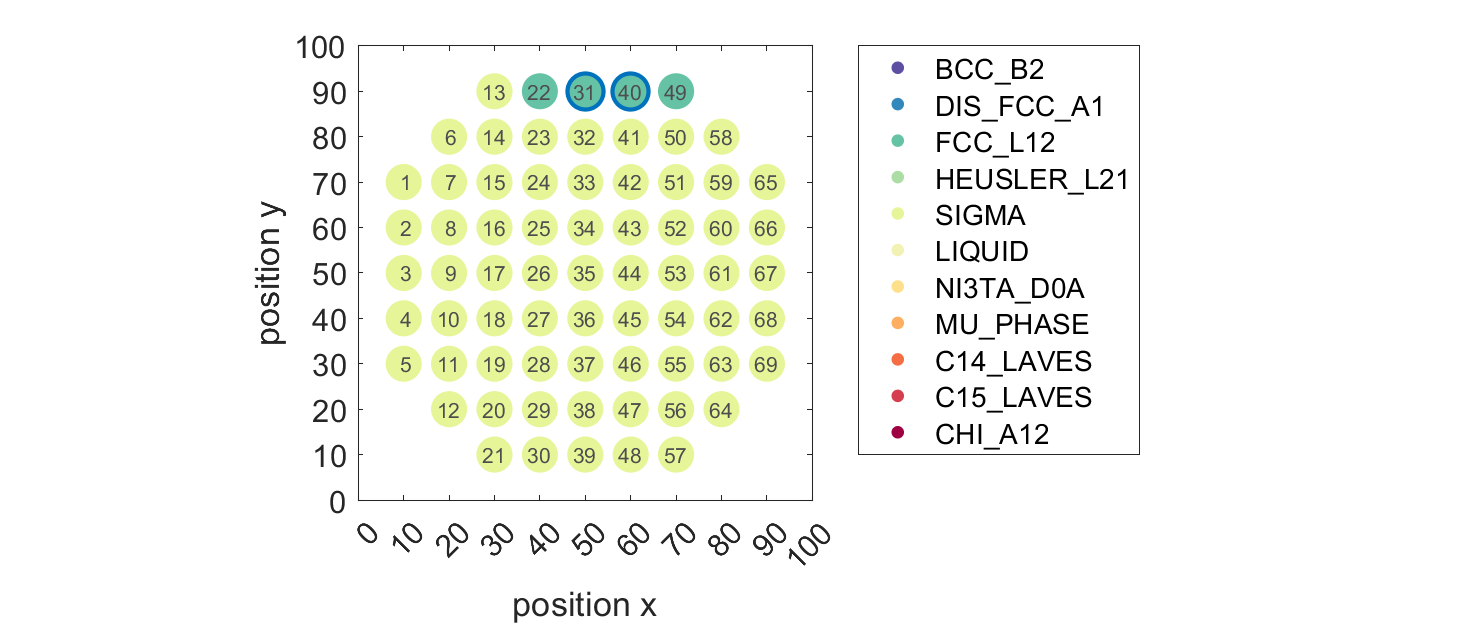 100
90
80
70
60
50
40
30
20
10
0
position y
13 22 31 40 49
6 14 23 32 41 50 58
1 7 15 24 33 42 51 59 65
2 8 16 25 34 43 52 60 66
3 9 17 26 35 44 53 61 67
4 10 18 27 36 45 54 62 68
5 11 19 28 37 46 55 63 69
12 20 29 38 47 56 64
21 30 39 48 57
0 10 20 30 40 50 60 70 80 90 100
position x
BCC_B2
DIS_FCC_A1
FCC_L12
HEUSLER_L21
SIGMA
LIQUID
NI3TA_D0A
MU_PHASE
C14_LAVES
C15_LAVES
CHI_A12